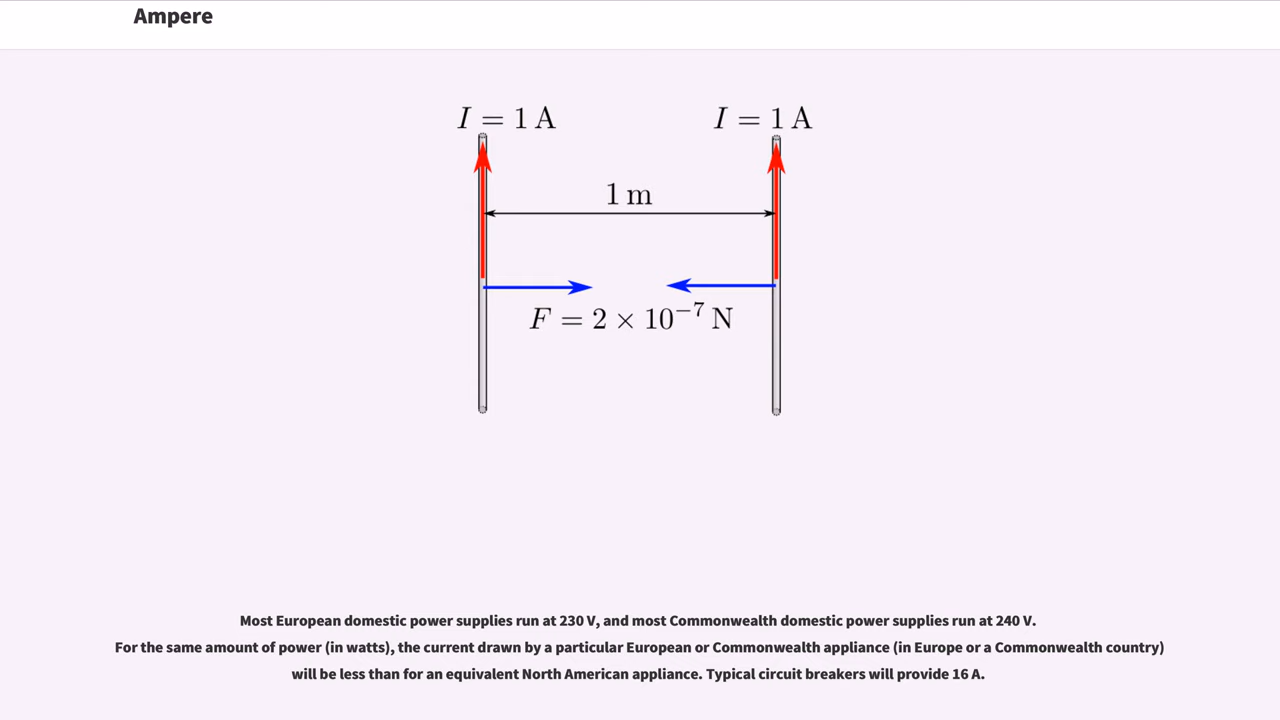 Ampere
I = 1 A
I = 1 A
1 m
F = 2 × 10⁻⁷ N
Most European domestic power supplies run at 230 V, and most Commonwealth domestic power supplies run at 240 V.
For the same amount of power (in watts), the current drawn by a particular European or Commonwealth appliance (in Europe or a Commonwealth country)
will be less than for an equivalent North American appliance. Typical circuit breakers will provide 16 A.